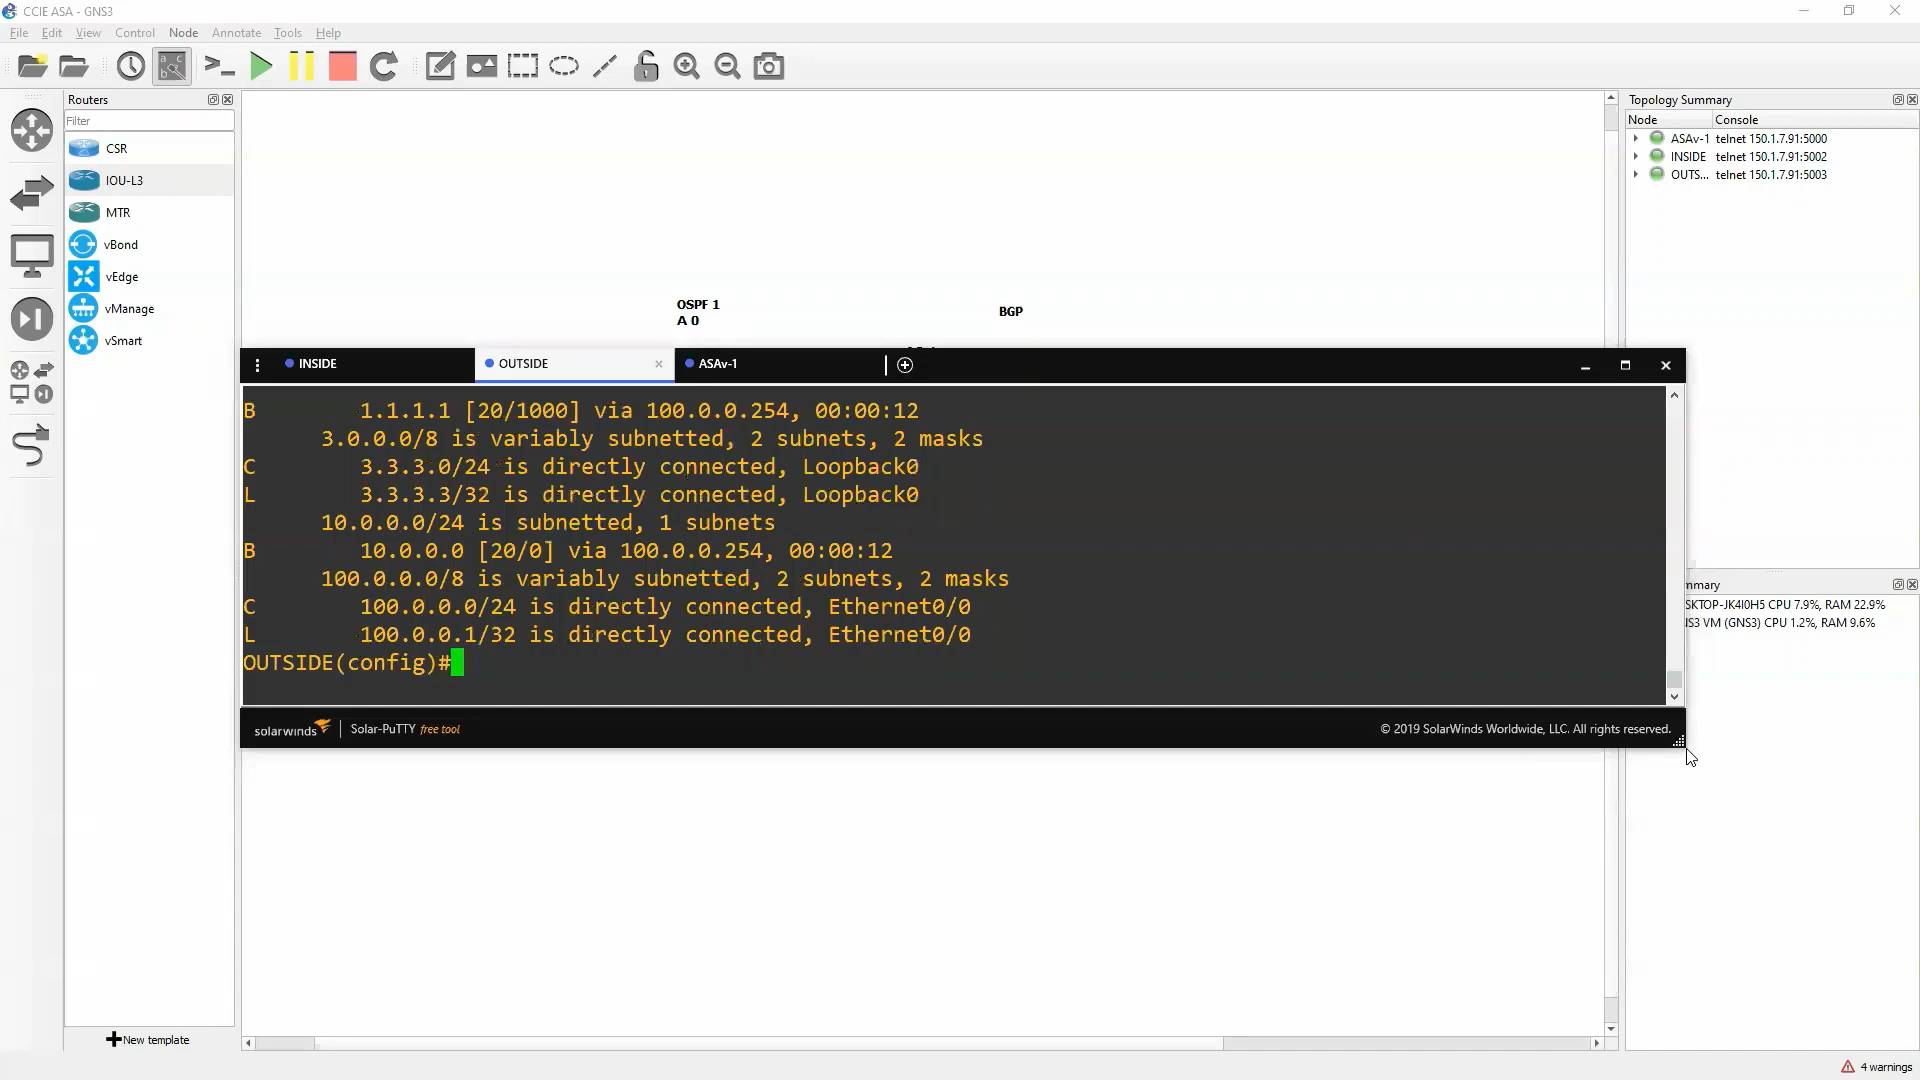 CCIE ASA - GNS3
File Edit View Control Node Annotate Tools Help
Routers
Filter
CSR
IOU-L3
MTR
vBond
vEdge
vManage
vSmart
New template
OSPF 1
A 0
BGP
INSIDE OUTSIDE ASAv-1
B 1.1.1.1 [20/1000] via 100.0.0.254, 00:00:12
3.0.0.0/8 is variably subnetted, 2 subnets, 2 masks
C 3.3.3.0/24 is directly connected, Loopback0
L 3.3.3.3/32 is directly connected, Loopback0
10.0.0.0/24 is subnetted, 1 subnets
B 10.0.0.0 [20/0] via 100.0.0.254, 00:00:12
100.0.0.0/8 is variably subnetted, 2 subnets, 2 masks
C 100.0.0.0/24 is directly connected, Ethernet0/0
L 100.0.0.1/32 is directly connected, Ethernet0/0
OUTSIDE(config)#
solarwinds Solar-PuTTY free tool
© 2019 SolarWinds Worldwide, LLC. All rights reserved.
Topology Summary
Node Console
ASAv-1 telnet 150.1.7.91:5000
INSIDE telnet 150.1.7.91:5002
OUTS... telnet 150.1.7.91:5003
mmary
SKTOP-JK4I0H5 CPU 7.9%, RAM 22.9%
NS3 VM (GNS3) CPU 1.2%, RAM 9.6%
4 warnings